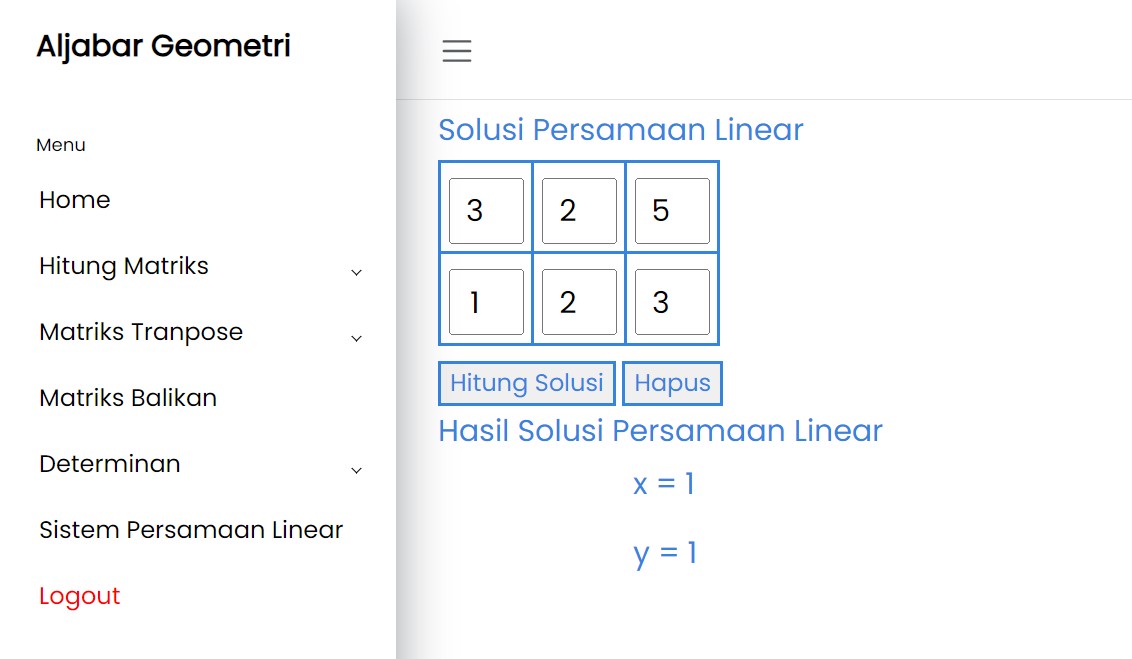 Aljabar Geometri
Menu
Home
Hitung Matriks
Matriks Tranpose
Matriks Balikan
Determinan
Sistem Persamaan Linear
Logout
Solusi Persamaan Linear
3 2 5
1 2 3
Hitung Solusi Hapus
Hasil Solusi Persamaan Linear
x = 1
y = 1